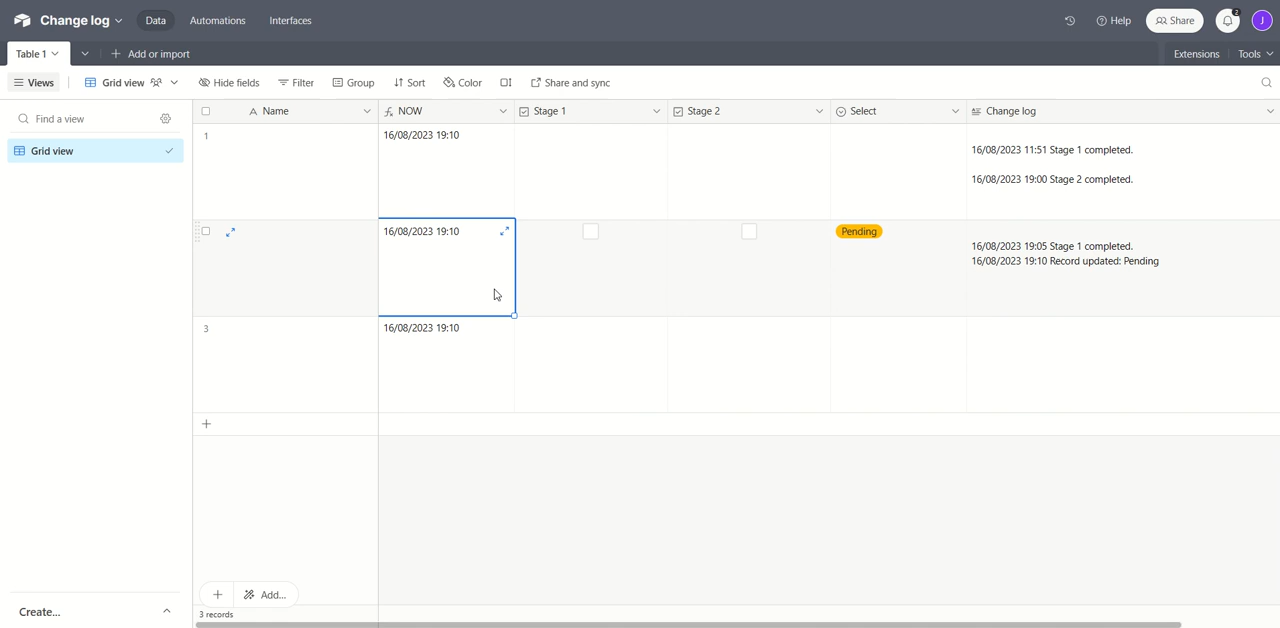 Change log Data Automations Interfaces Help Share 2 J
Table 1 Add or import Extensions Tools
Views Grid view Hide fields Filter Group Sort Color Share and sync
Find a view
Grid view
Name NOW Stage 1 Stage 2 Select Change log
1 16/08/2023 19:10
16/08/2023 11:51 Stage 1 completed.
16/08/2023 19:00 Stage 2 completed.
16/08/2023 19:10 Pending
16/08/2023 19:05 Stage 1 completed.
16/08/2023 19:10 Record updated: Pending
3 16/08/2023 19:10
Add...
Create...
3 records